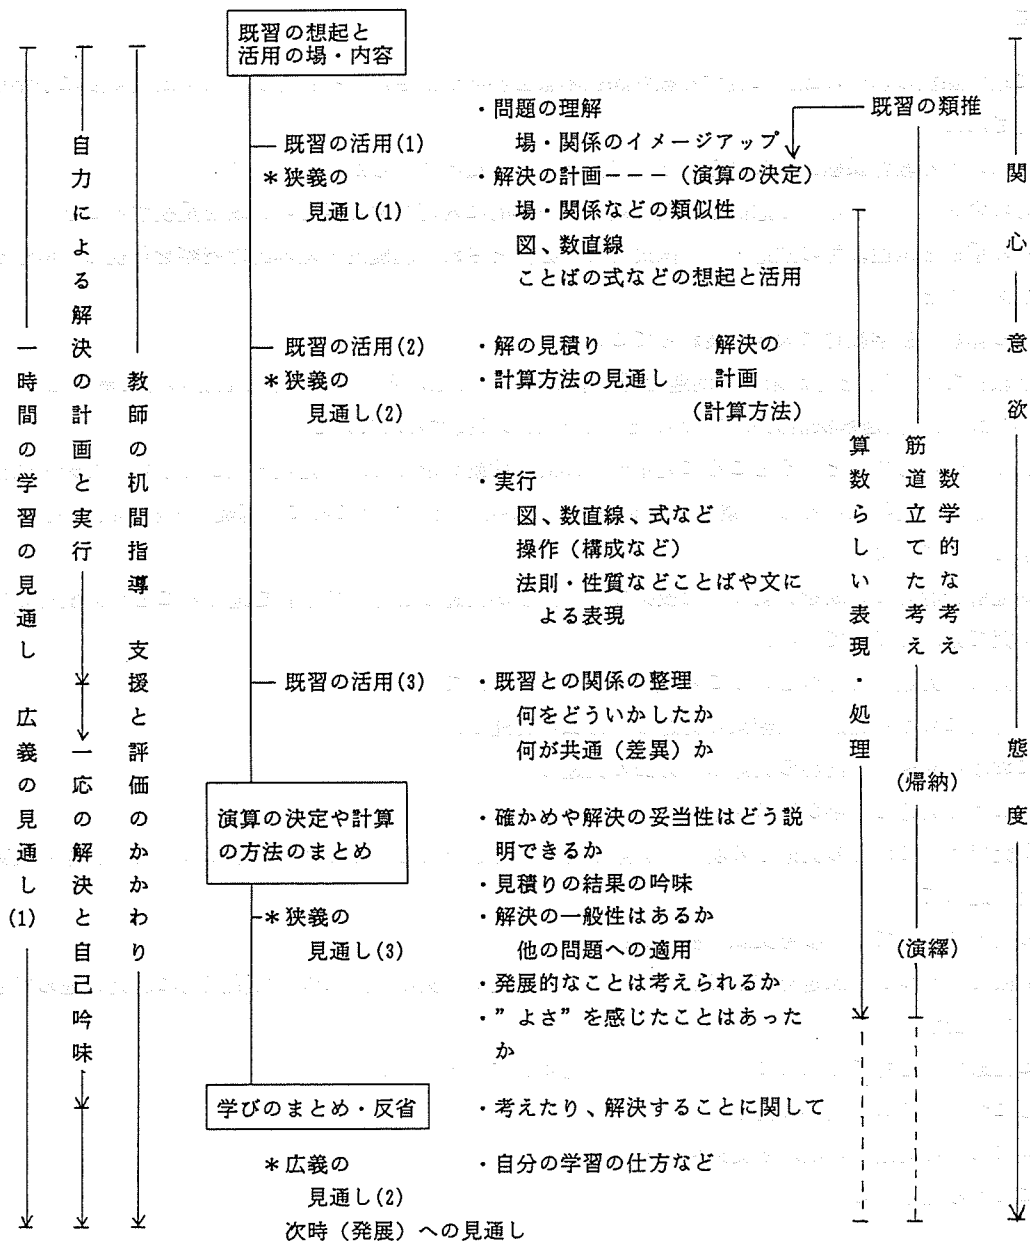 既習の想起と
活用の場・内容
・問題の理解
既習の類推
既習の活用(1)
場・関係のイメージアップ
*狭義の
・解決の計画ーーー(演算の決定)
見通し(1)
場・関係などの類似性
図、数直線
ことばの式などの想起と活用
既習の活用(2)
・解の見積り
解決の
*狭義の
・計算方法の見通し
計画
見通し(2)
(計算方法)
・実行
図、数直線、式など
操作(構成など)
法則・性質などことばや文に
よる表現
既習の活用(3)
・既習との関係の整理
何をどういかしたか
何が共通(差異)か
演算の決定や計算
の方法のまとめ
・確かめや解決の妥当性はどう説
明できるか
・見積りの結果の吟味
*狭義の
見通し(3)
・解決の一般性はあるか
他の問題への適用
・発展的なことは考えられるか
・”よさ”を感じたことはあった
か
学びのまとめ・反省
・考えたり、解決することに関して
*広義の
見通し(2)
次時(発展)への見通し
・自分の学習の仕方など
一時間の学習の見通し 広義の見通し(1)
自力による解決の計画と実行
一応の解決と自己吟味
教師の机間指導 支援と評価のかかわり
算数らしい表現・処理
筋道立てた考え
数学的な考え
(帰納)
(演繹)
関心
意欲
態度